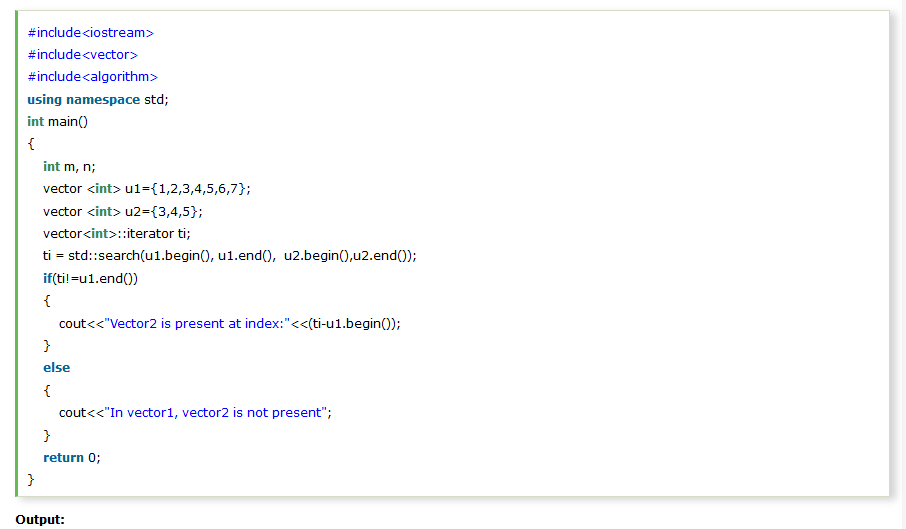 #include<iostream>
#include<vector>
#include<algorithm>
using namespace std;
int main()
{
int m, n;
vector <int> u1={1,2,3,4,5,6,7};
vector <int> u2={3,4,5};
vector<int>::iterator ti;
ti = std::search(u1.begin(), u1.end(),  u2.begin(),u2.end());
if(ti!=u1.end())
{
cout<<"Vector2 is present at index:"<<(ti-u1.begin());
}
else
{
cout<<"In vector1, vector2 is not present";
}
return 0;
}
Output: